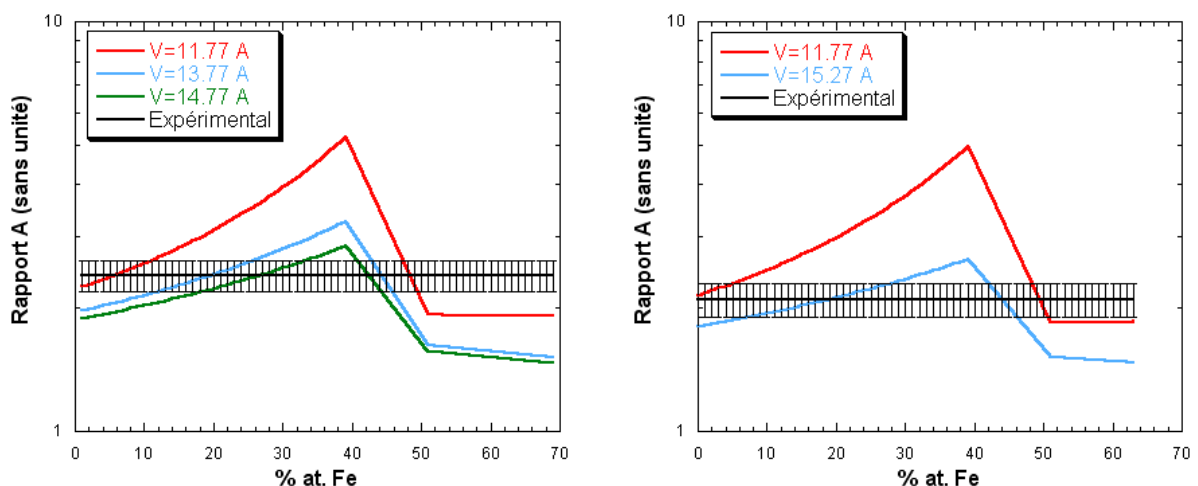 10
V=11.77 A
V=13.77 A
V=14.77 A
Expérimental
Rapport A (sans unité)
1
0 10 20 30 40 50 60 70
% at. Fe
10
V=11.77 A
V=15.27 A
Expérimental
Rapport A (sans unité)
1
0 10 20 30 40 50 60 70
% at. Fe